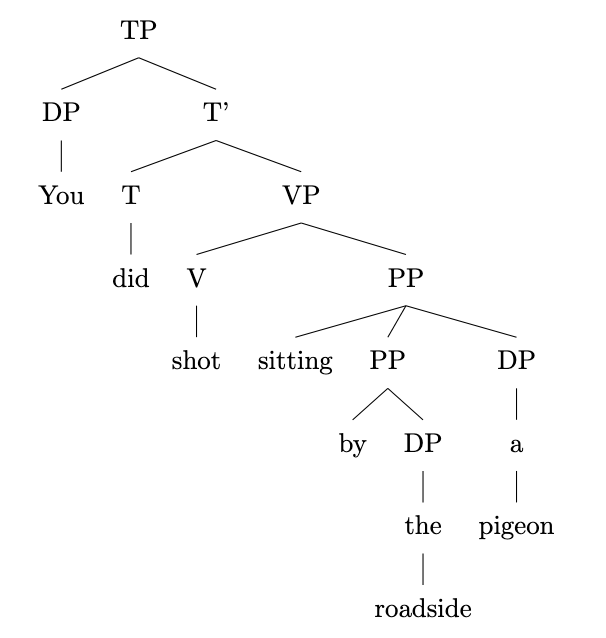 TP
DP T’
You T VP
did V PP
shot sitting PP DP
by DP a
the pigeon
roadside